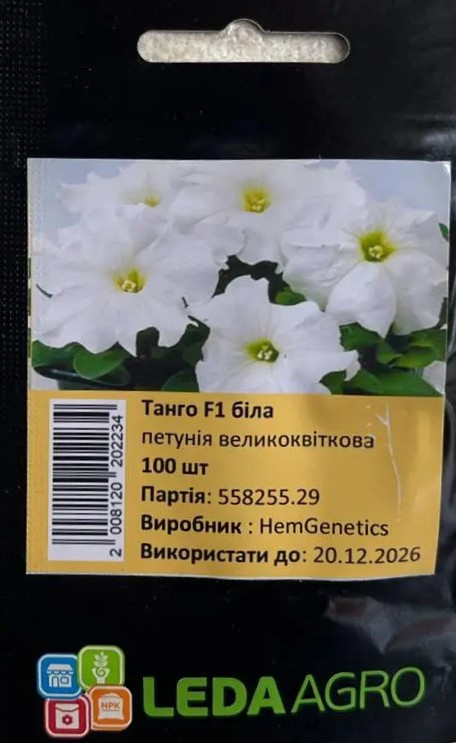 Танго F1 біла
петунія великоквіткова
100 шт
Партія: 558255.29
Виробник : HemGenetics
Використати до: 20.12.2026
2 008120 202234
NPK
LEDAAGRO